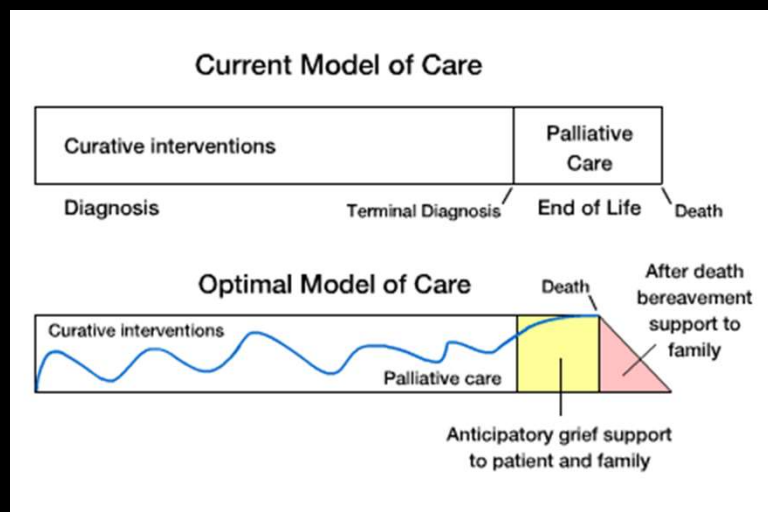 Current Model of Care
Curative interventions
Palliative
Care
Diagnosis
Terminal Diagnosis
End of Life
Death
Optimal Model of Care
Death
After death
bereavement
support to
family
Curative interventions
Palliative care
Anticipatory grief support
to patient and family